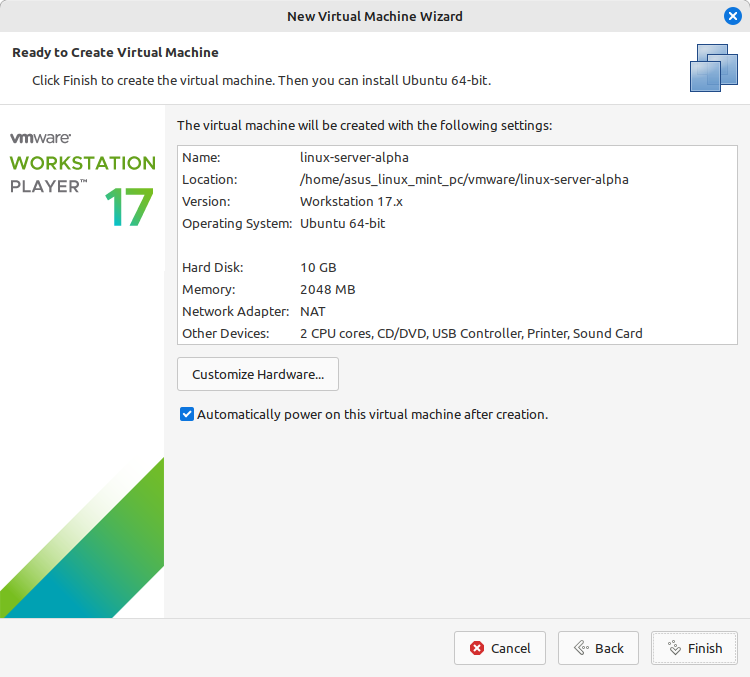 New Virtual Machine Wizard
Ready to Create Virtual Machine
Click Finish to create the virtual machine. Then you can install Ubuntu 64-bit.
vmware®
WORKSTATION
PLAYER™
17
The virtual machine will be created with the following settings:
Name: linux-server-alpha
Location: /home/asus_linux_mint_pc/vmware/linux-server-alpha
Version: Workstation 17.x
Operating System: Ubuntu 64-bit
Hard Disk: 10 GB
Memory: 2048 MB
Network Adapter: NAT
Other Devices: 2 CPU cores, CD/DVD, USB Controller, Printer, Sound Card
Customize Hardware...
Automatically power on this virtual machine after creation.
Cancel Back Finish